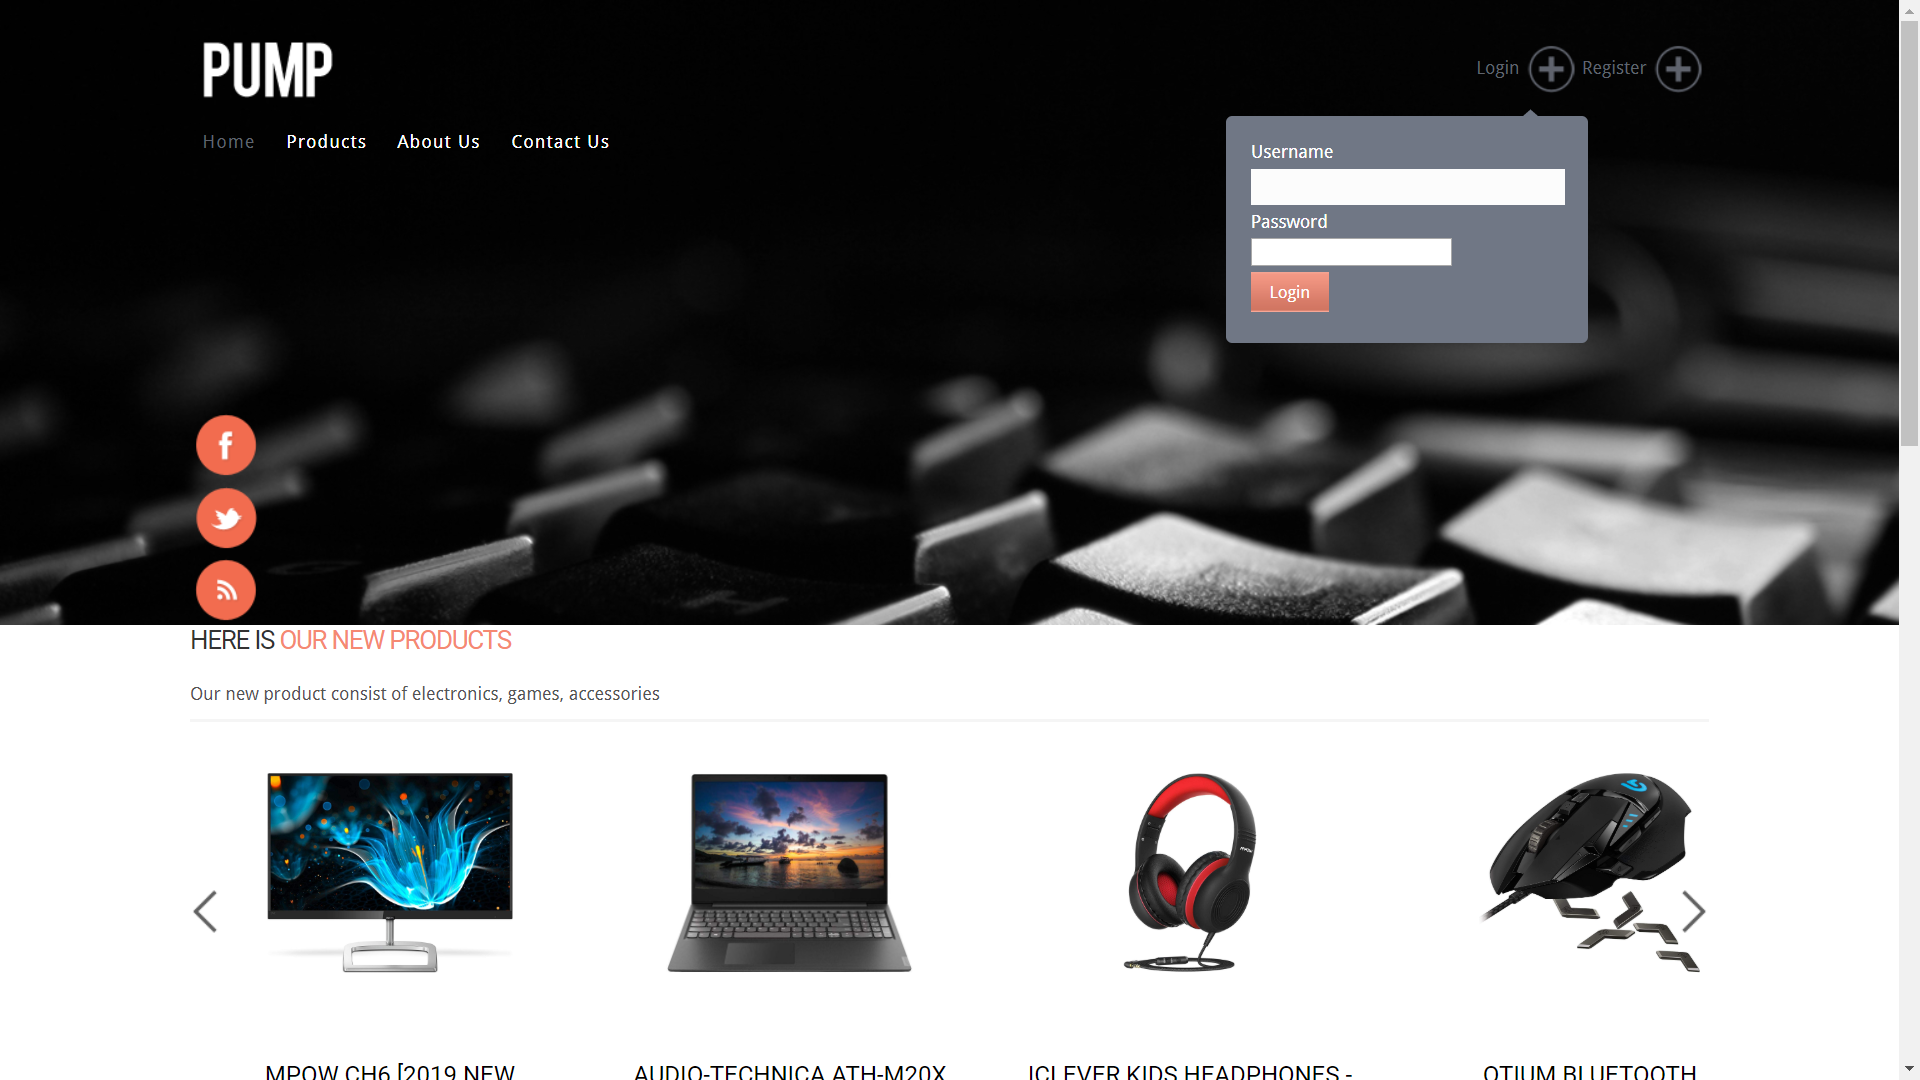 PUMP
Login
Register
Home
Products
About Us
Contact Us
Username
Password
Login
HERE IS OUR NEW PRODUCTS
Our new product consist of electronics, games, accessories
MPOW CH6 [2019 NEW
AUDIO-TECHNICA ATH-M20X
ICLEVER KIDS HEADPHONES -
OTIUM BLUETOOTH